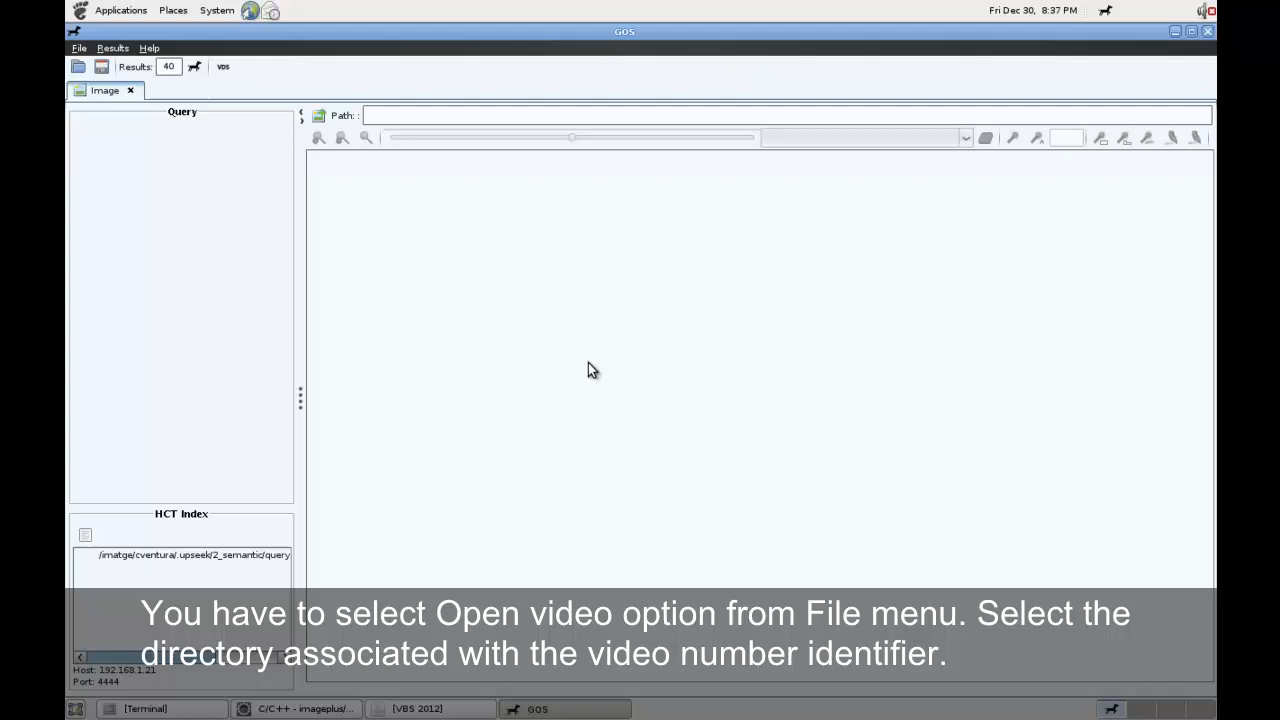 Applications Places System Fri Dec 30, 8:37 PM
GOS
File Results Help
Results: 40 VDS
Image
Query
Path: :
HCT Index
/imatge/cventura/.upseek/2_semantic/query
You have to select Open video option from File menu. Select the
directory associated with the video number identifier.
Host: 192.168.1.21
Port: 4444
[Terminal] C/C++ - imageplus/... [VBS 2012] GOS